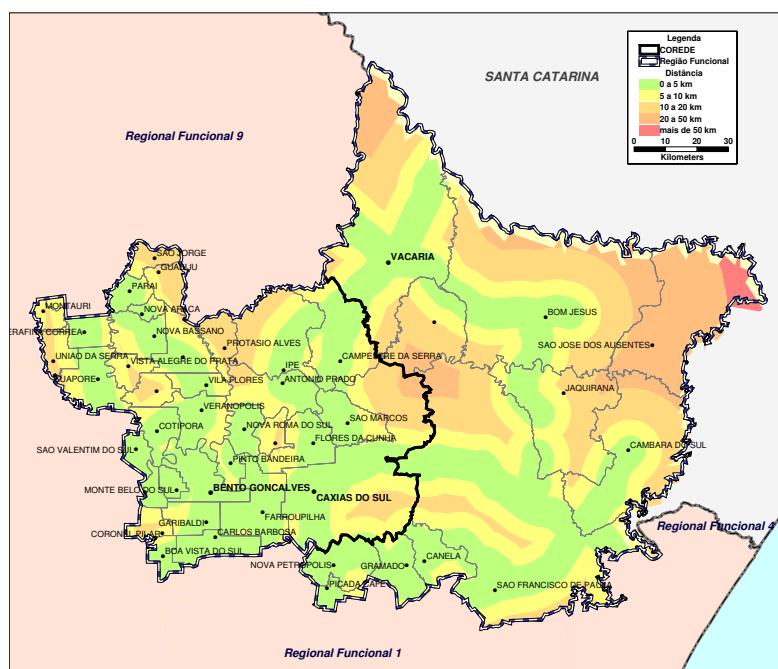 Legenda
COREDE
Região Funcional
Distância
0 a 5 km
5 a 10 km
10 a 20 km
20 a 50 km
mais de 50 km
0 10 20 30
Kilometers
SANTA CATARINA
Regional Funcional 9
VACARIA
SAO JORGE
GUABIJU
PARAI
MONTAURI
NOVA ARACA
BOM JESUS
ERAFINA CORREA
NOVA BASSANO
PROTASIO ALVES
SAO JOSE DOS AUSENTES
UNIAO DA SERRA
VISTA ALEGRE DO PRATA
CAMPESTRE DA SERRA
IPE
GUAPORE
VILA FLORES
ANTONIO PRADO
JAQUIRANA
VERANOPOLIS
SAO MARCOS
COTIPORA
NOVA ROMA DO SUL
FLORES DA CUNHA
SAO VALENTIM DO SUL
CAMBARA DO SUL
PINTO BANDEIRA
MONTE BELO DO SUL
BENTO GONCALVES
CAXIAS DO SUL
GARIBALDI
FARROUPILHA
Regional Funcional 4
CORONEL PILAR
CARLOS BARBOSA
BOA VISTA DO SUL
NOVA PETROPOLIS
GRAMADO
CANELA
PICADA CAFE
SAO FRANCISCO DE PAULA
Regional Funcional 1